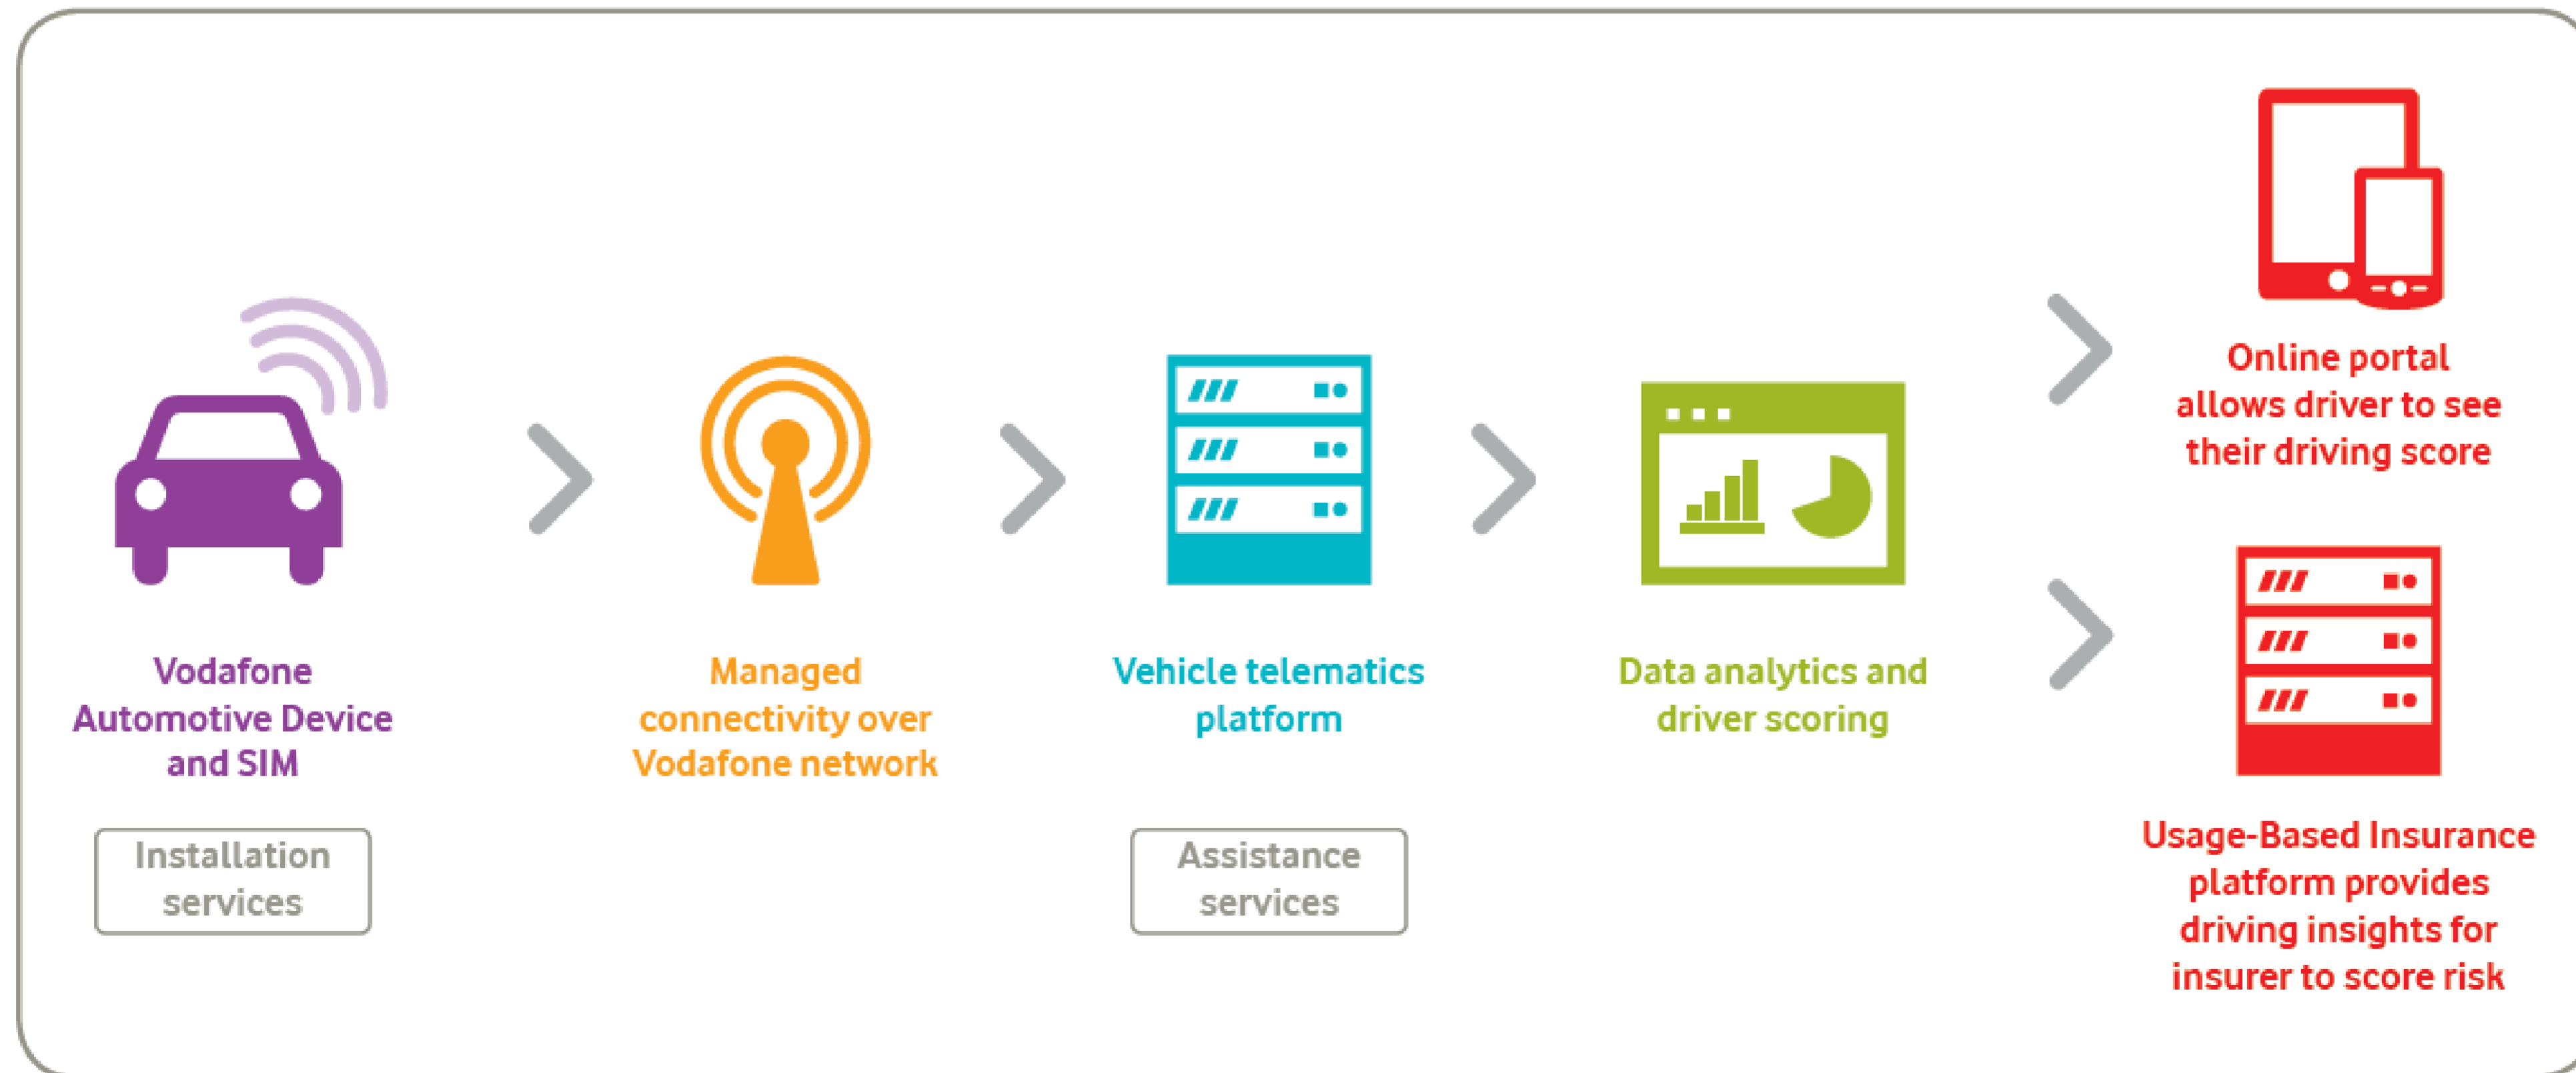 Vodafone
Automotive Device
and SIM
Installation
services
Managed
connectivity over
Vodafone network
Vehicle telematics
platform
Assistance
services
Data analytics and
driver scoring
Online portal
allows driver to see
their driving score
Usage-Based Insurance
platform provides
driving insights for
insurer to score risk